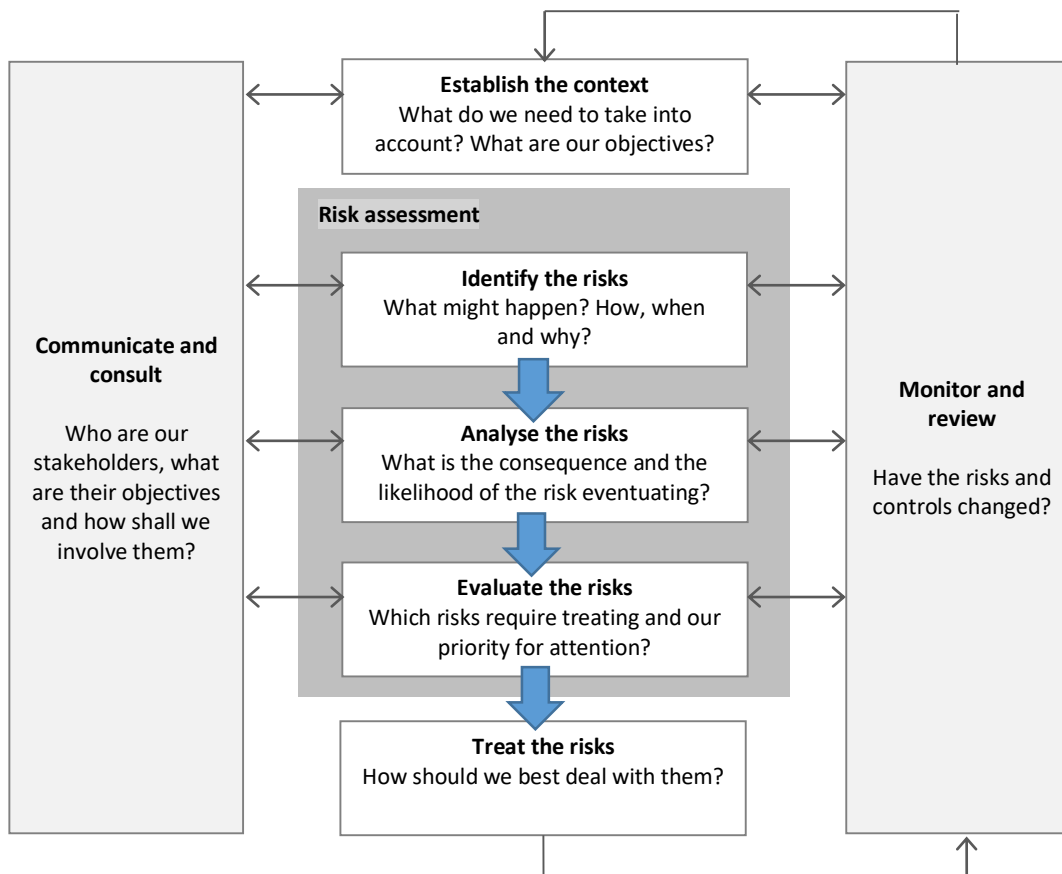 Establish the context
What do we need to take into
account? What are our objectives?
Risk assessment
Identify the risks
What might happen? How, when
and why?
Communicate and
consult
Who are our
stakeholders, what
are their objectives
and how shall we
involve them?
Analyse the risks
What is the consequence and the
likelihood of the risk eventuating?
Evaluate the risks
Which risks require treating and our
priority for attention?
Treat the risks
How should we best deal with them?
Monitor and
review
Have the risks and
controls changed?